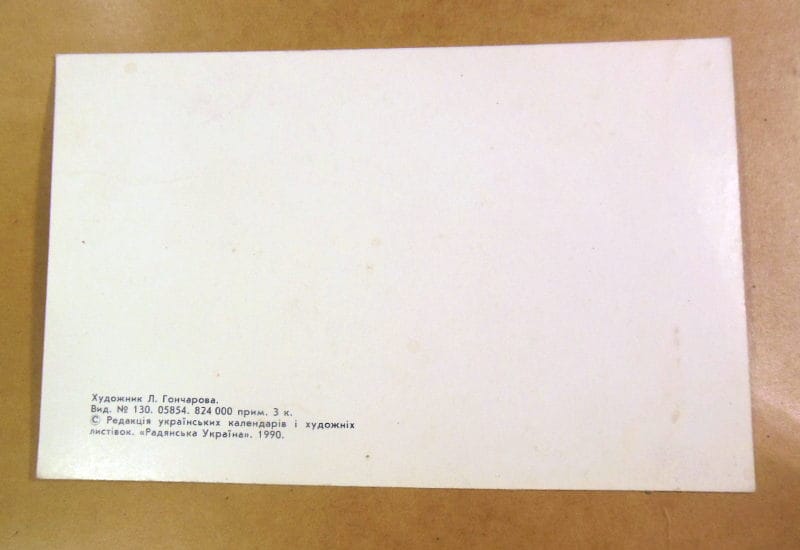 Художник Л. Гончарова.
Вид. № 130. 05854. 824 000 прим. 3 к.
© Редакція українських календарів і художніх
листівок. «Радянська Україна». 1990.